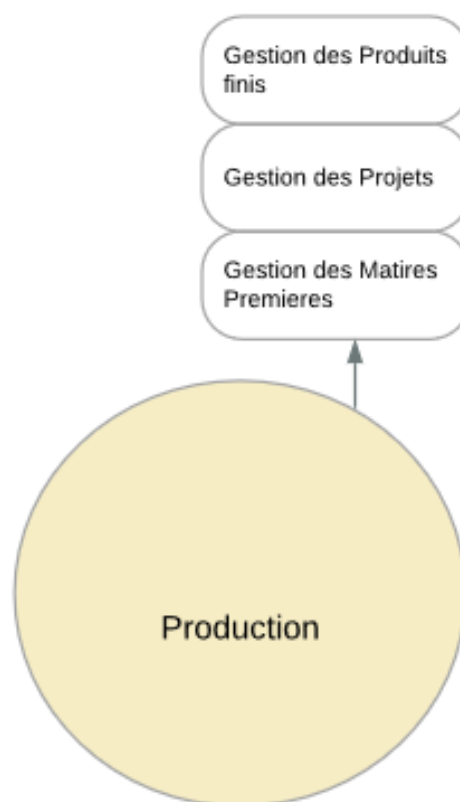 Gestion des Produits
finis
Gestion des Projets
Gestion des Matires
Premieres
Production